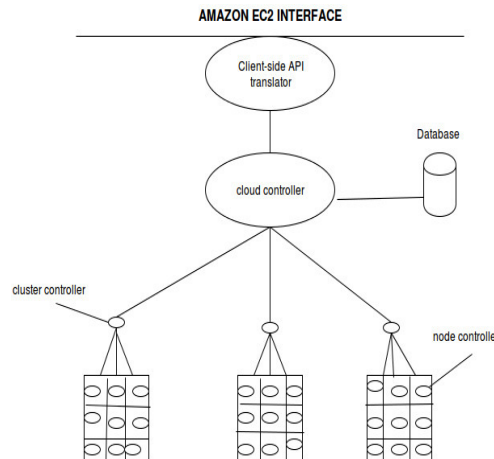 AMAZON EC2 INTERFACE
Client-side API
translator
Database
cloud controller
cluster controller
node controlle